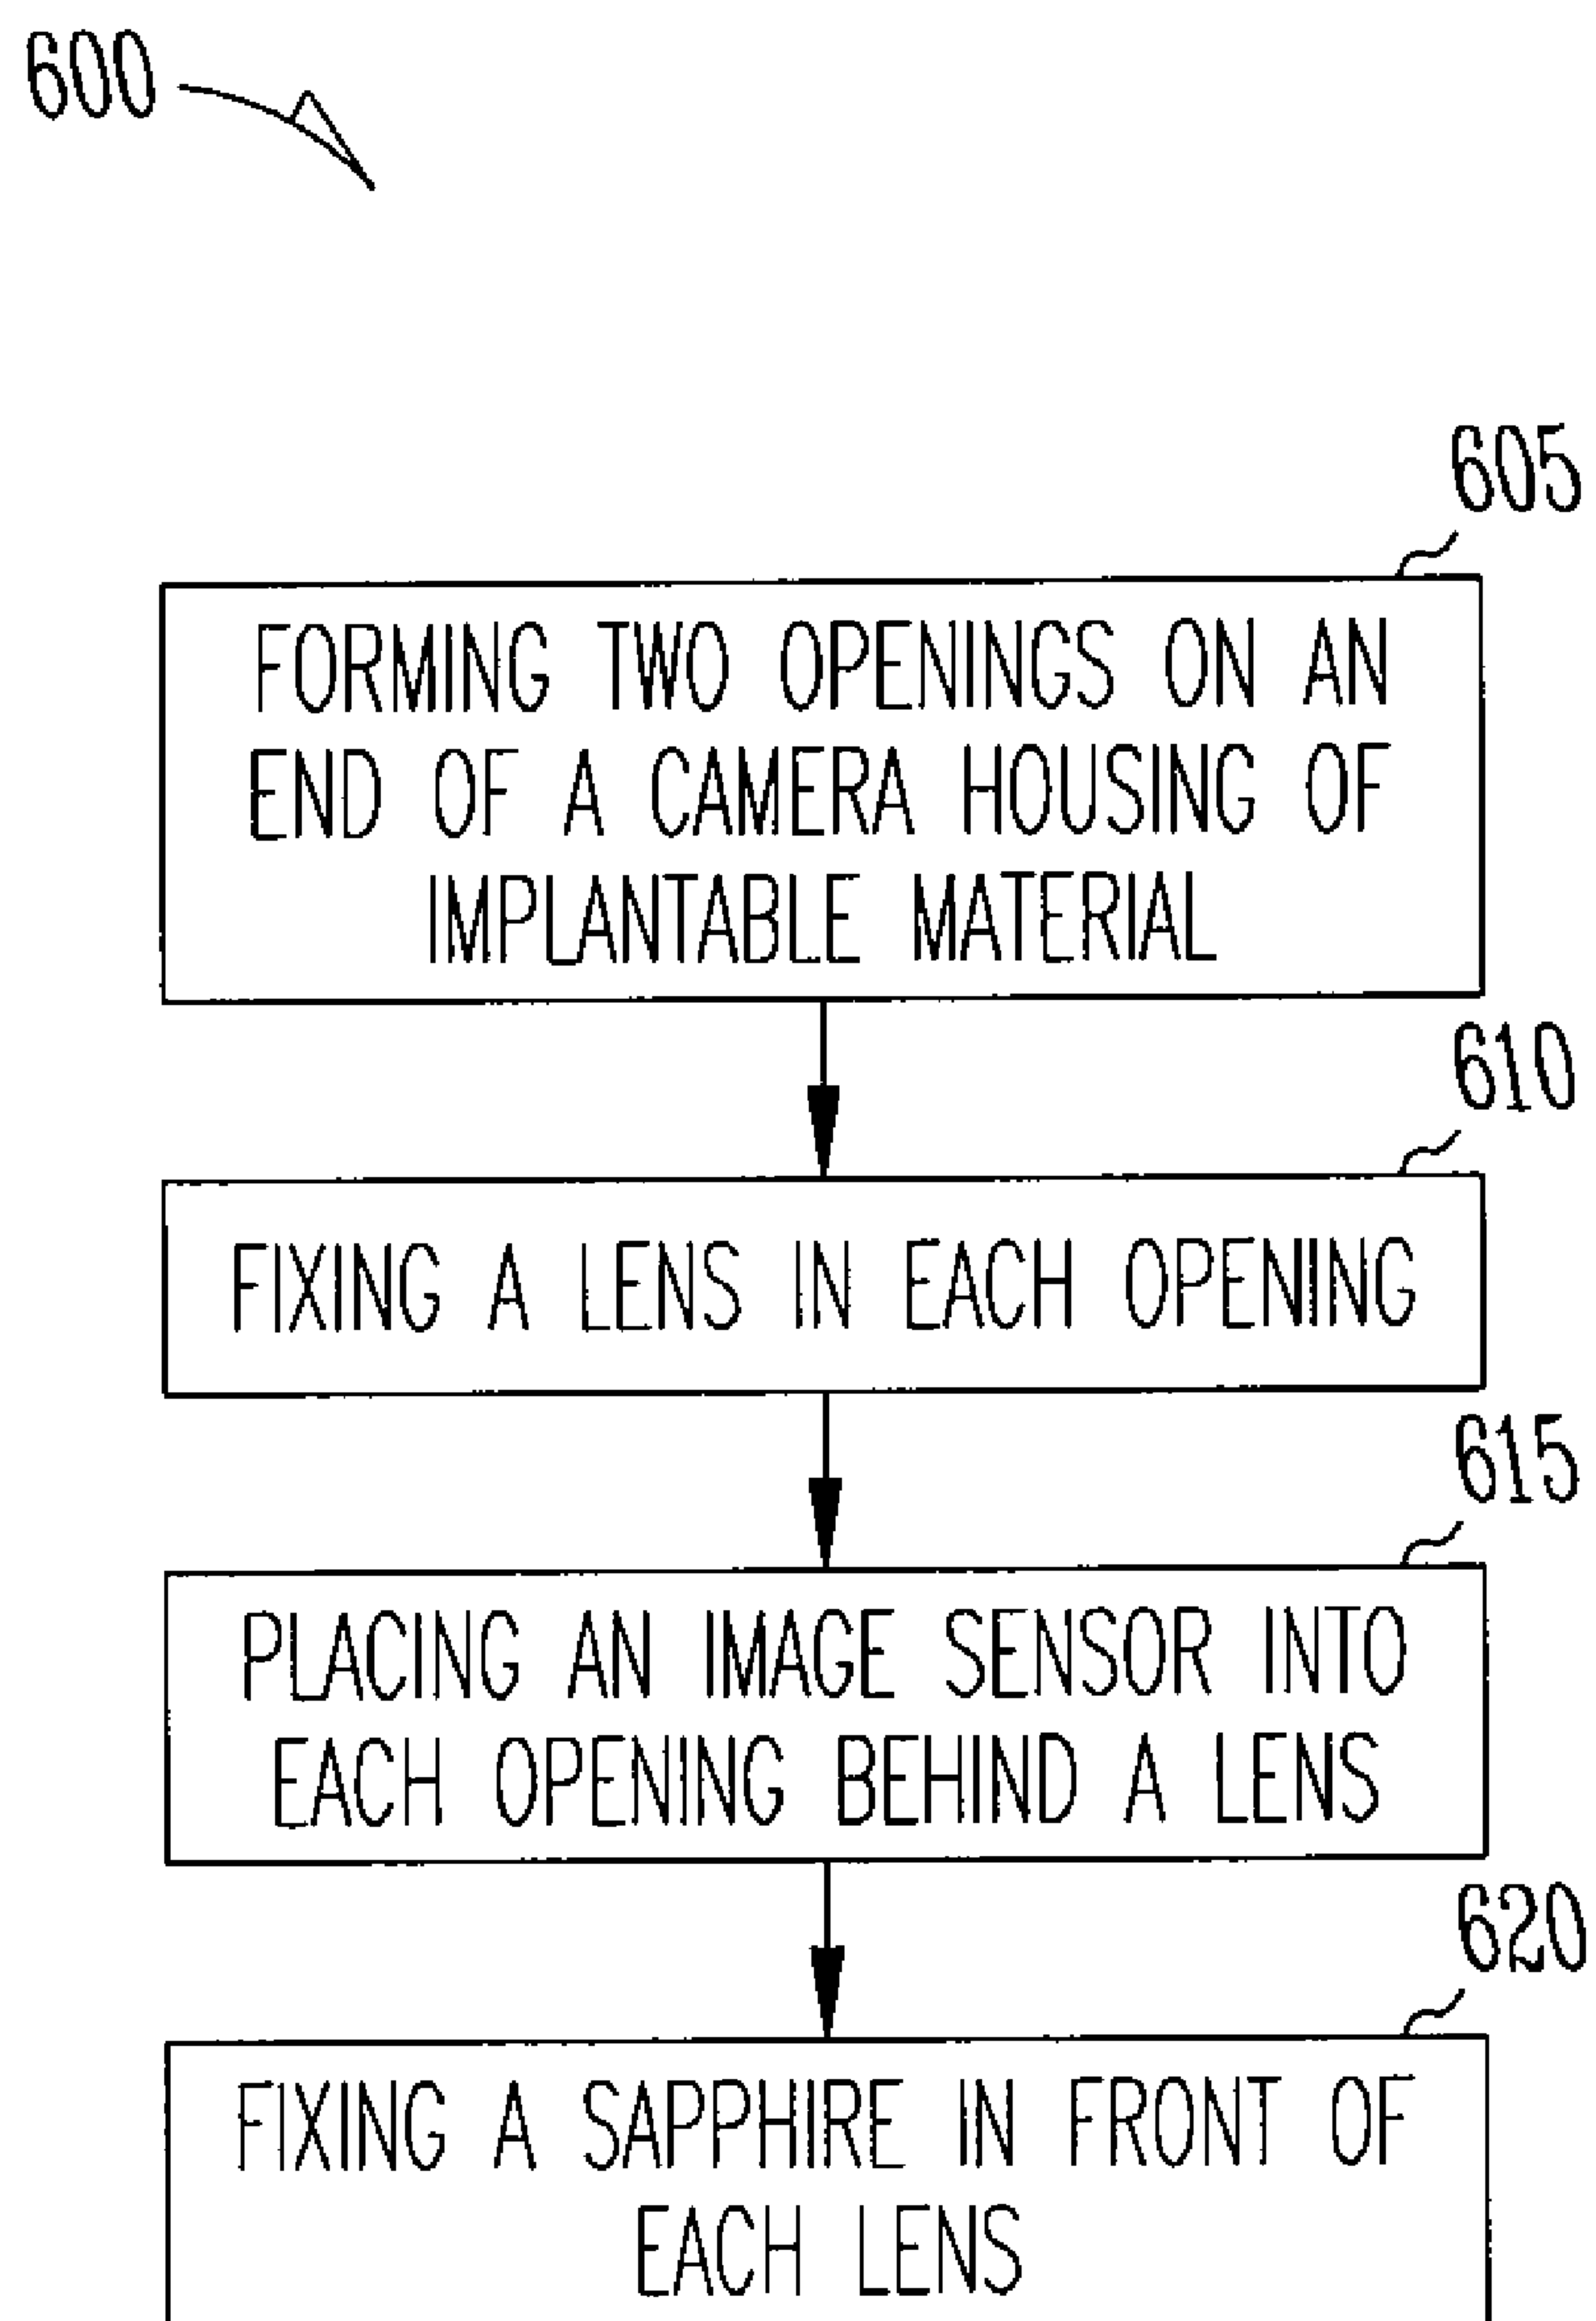 600
605
FORMING TWO OPENINGS ON AN
END OF A CAMERA HOUSING OF
IMPLANTABLE MATERIAL
610
FIXING A LENS IN EACH OPENING
615
PLACING AN IMAGE SENSOR INTO
EACH OPENING BEHIND A LENS
620
FIXING A SAPPHIRE IN FRONT OF
EACH LENS